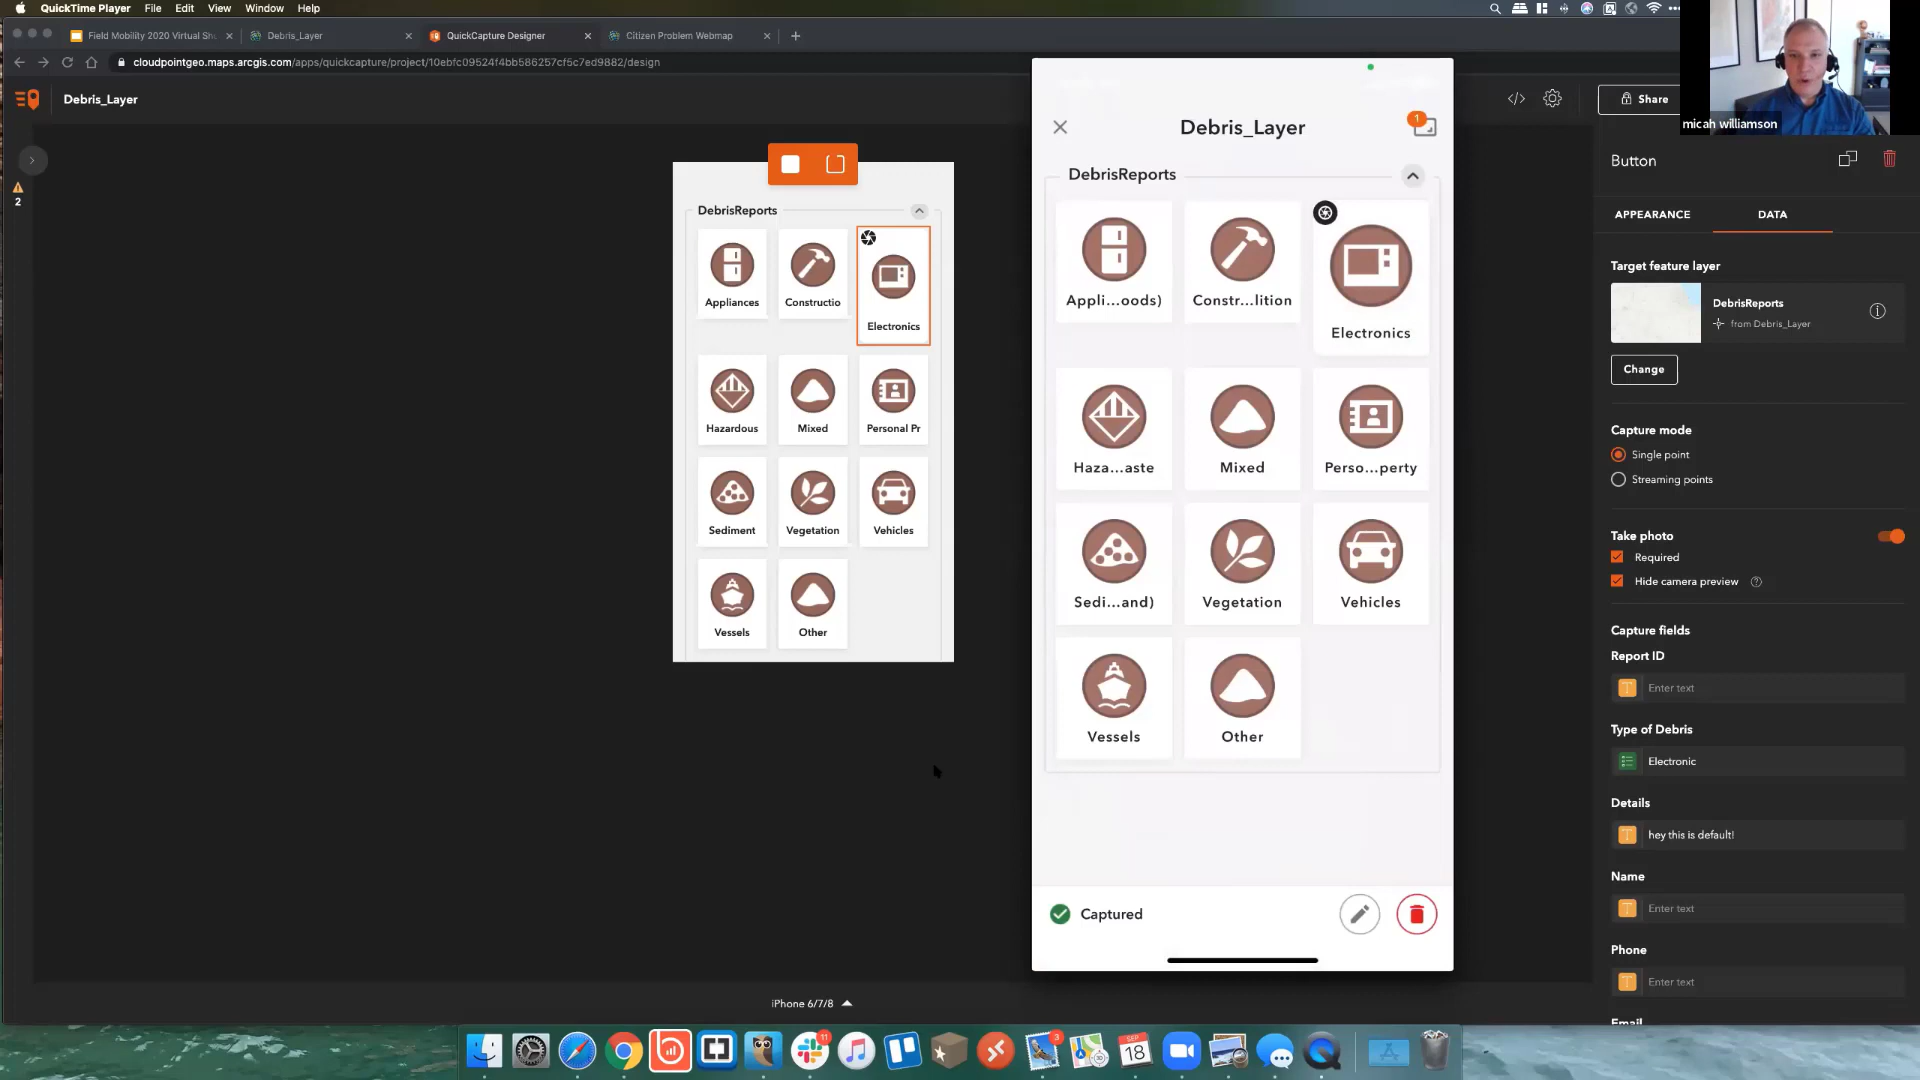 QuickTime Player File Edit View Window Help
Field Mobility 2020 Virtual Sh
Debris_Layer
QuickCapture Designer
Citizen Problem Webmap
cloudpointgeo.maps.arcgis.com/apps/quickcapture/project/10ebfc09524f4bb586257cf5c7ed9882/design
Debris_Layer
Share
micah williamson
2
DebrisReports
Appliances
Constructio
Electronics
Hazardous
Mixed
Personal Pr
Sediment
Vegetation
Vehicles
Vessels
Other
iPhone 6/7/8
Debris_Layer
1
DebrisReports
Appli...oods)
Constr...lition
Electronics
Haza...aste
Mixed
Perso...perty
Sedi...and)
Vegetation
Vehicles
Vessels
Other
Captured
Button
APPEARANCE
DATA
Target feature layer
DebrisReports
from Debris_Layer
Change
Capture mode
Single point
Streaming points
Take photo
Required
Hide camera preview
Capture fields
Report ID
Enter text
Type of Debris
Electronic
Details
hey this is default!
Name
Enter text
Phone
Enter text
Email
11
3
SEP
18